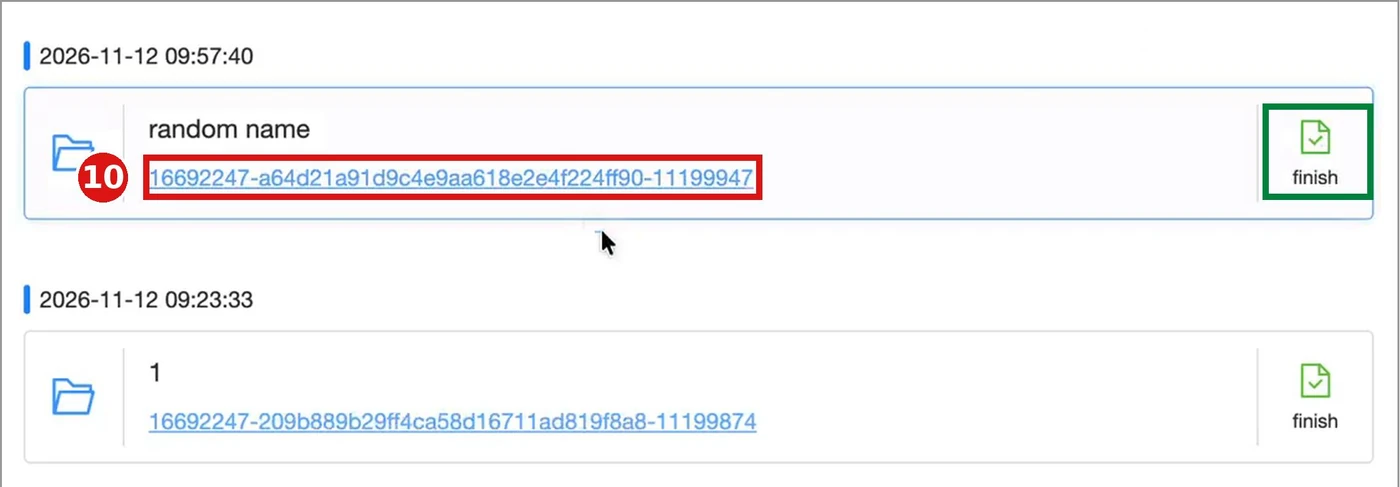 2026-11-12 09:57:40
random name
10
16692247-a64d21a91d9c4e9aa618e2e4f224ff90-11199947
finish
2026-11-12 09:23:33
1
16692247-209b889b29ff4ca58d16711ad819f8a8-11199874
finish